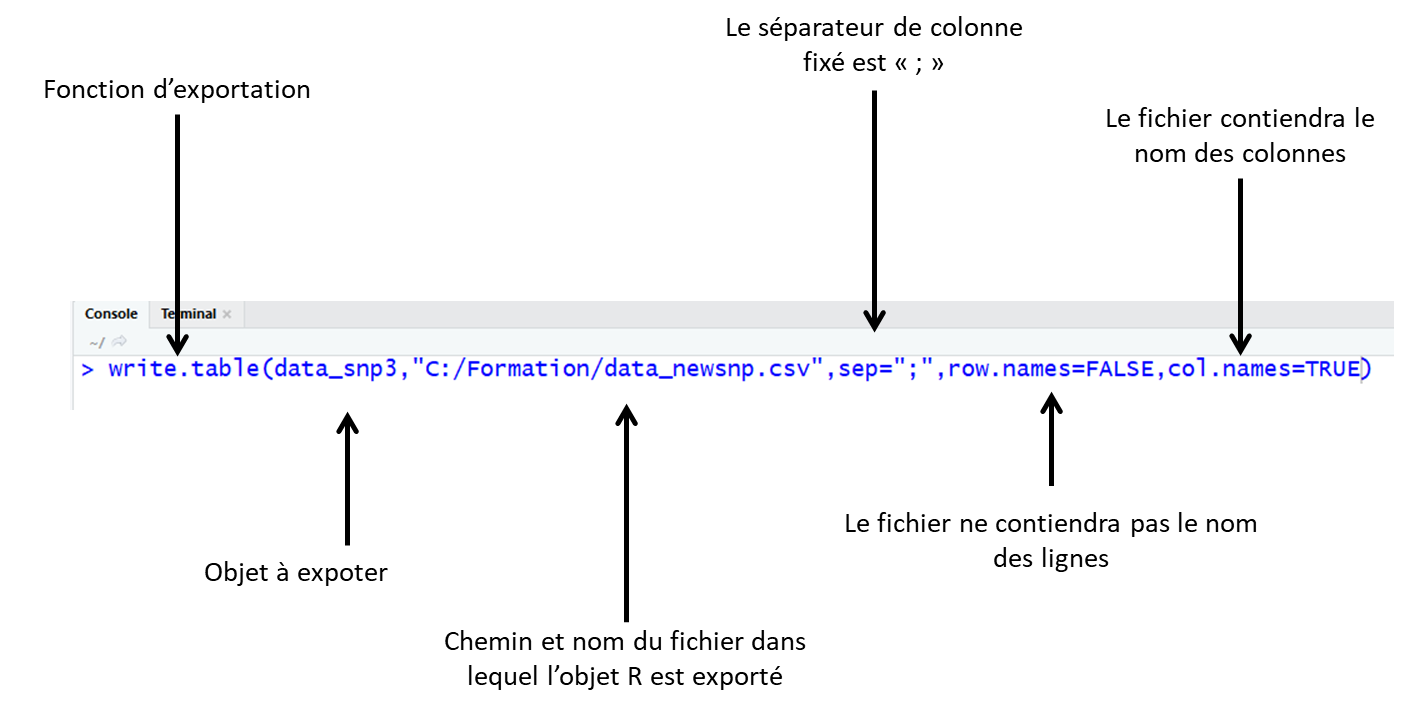 Le séparateur de colonne
fixé est « ; »
Fonction d’exportation
Le fichier contiendra le
nom des colonnes
Console Terminal ×
~/
> write.table(data_snp3,"C:/Formation/data_newsnp.csv",sep=";",row.names=FALSE,col.names=TRUE)
Le fichier ne contiendra pas le nom
des lignes
Objet à expoter
Chemin et nom du fichier dans
lequel l’objet R est exporté